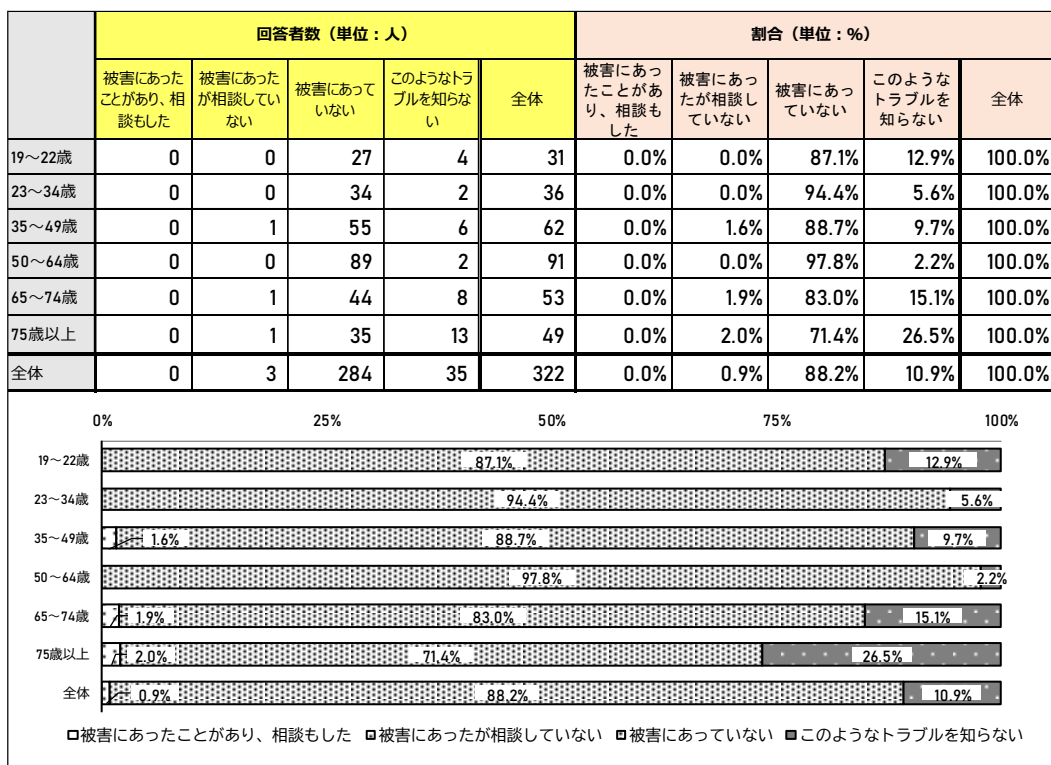 回答者数（単位：人） 割合（単位：%）
被害にあったことがあり、相談もした 被害にあったが相談していない 被害にあっていない このようなトラブルを知らない 全体 被害にあったことがあり、相談もした 被害にあったが相談していない 被害にあっていない このようなトラブルを知らない 全体
19～22歳 0 0 27 4 31 0.0% 0.0% 87.1% 12.9% 100.0%
23～34歳 0 0 34 2 36 0.0% 0.0% 94.4% 5.6% 100.0%
35～49歳 0 1 55 6 62 0.0% 1.6% 88.7% 9.7% 100.0%
50～64歳 0 0 89 2 91 0.0% 0.0% 97.8% 2.2% 100.0%
65～74歳 0 1 44 8 53 0.0% 1.9% 83.0% 15.1% 100.0%
75歳以上 0 1 35 13 49 0.0% 2.0% 71.4% 26.5% 100.0%
全体 0 3 284 35 322 0.0% 0.9% 88.2% 10.9% 100.0%
0% 25% 50% 75% 100%
19～22歳 87.1% 12.9%
23～34歳 94.4% 5.6%
35～49歳 1.6% 88.7% 9.7%
50～64歳 97.8% 2.2%
65～74歳 1.9% 83.0% 15.1%
75歳以上 2.0% 71.4% 26.5%
全体 0.9% 88.2% 10.9%
被害にあったことがあり、相談もした 被害にあったが相談していない 被害にあっていない このようなトラブルを知らない